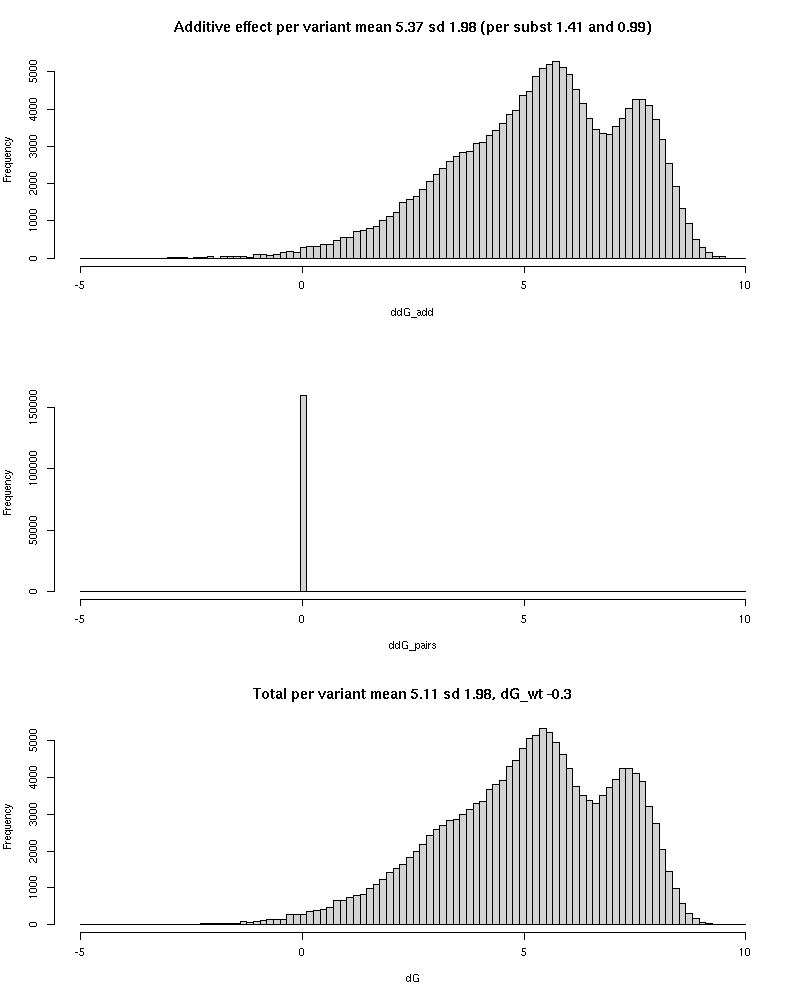 Additive effect per variant mean 5.37 sd 1.98 (per subst 1.41 and 0.99)
Frequency
5000
4000
3000
2000
1000
0
-5 0 5 10
ddG_add
Frequency
150000
100000
50000
0
-5 0 5 10
ddG_pairs
Total per variant mean 5.11 sd 1.98, dG_wt -0.3
Frequency
5000
4000
3000
2000
1000
0
-5 0 5 10
dG